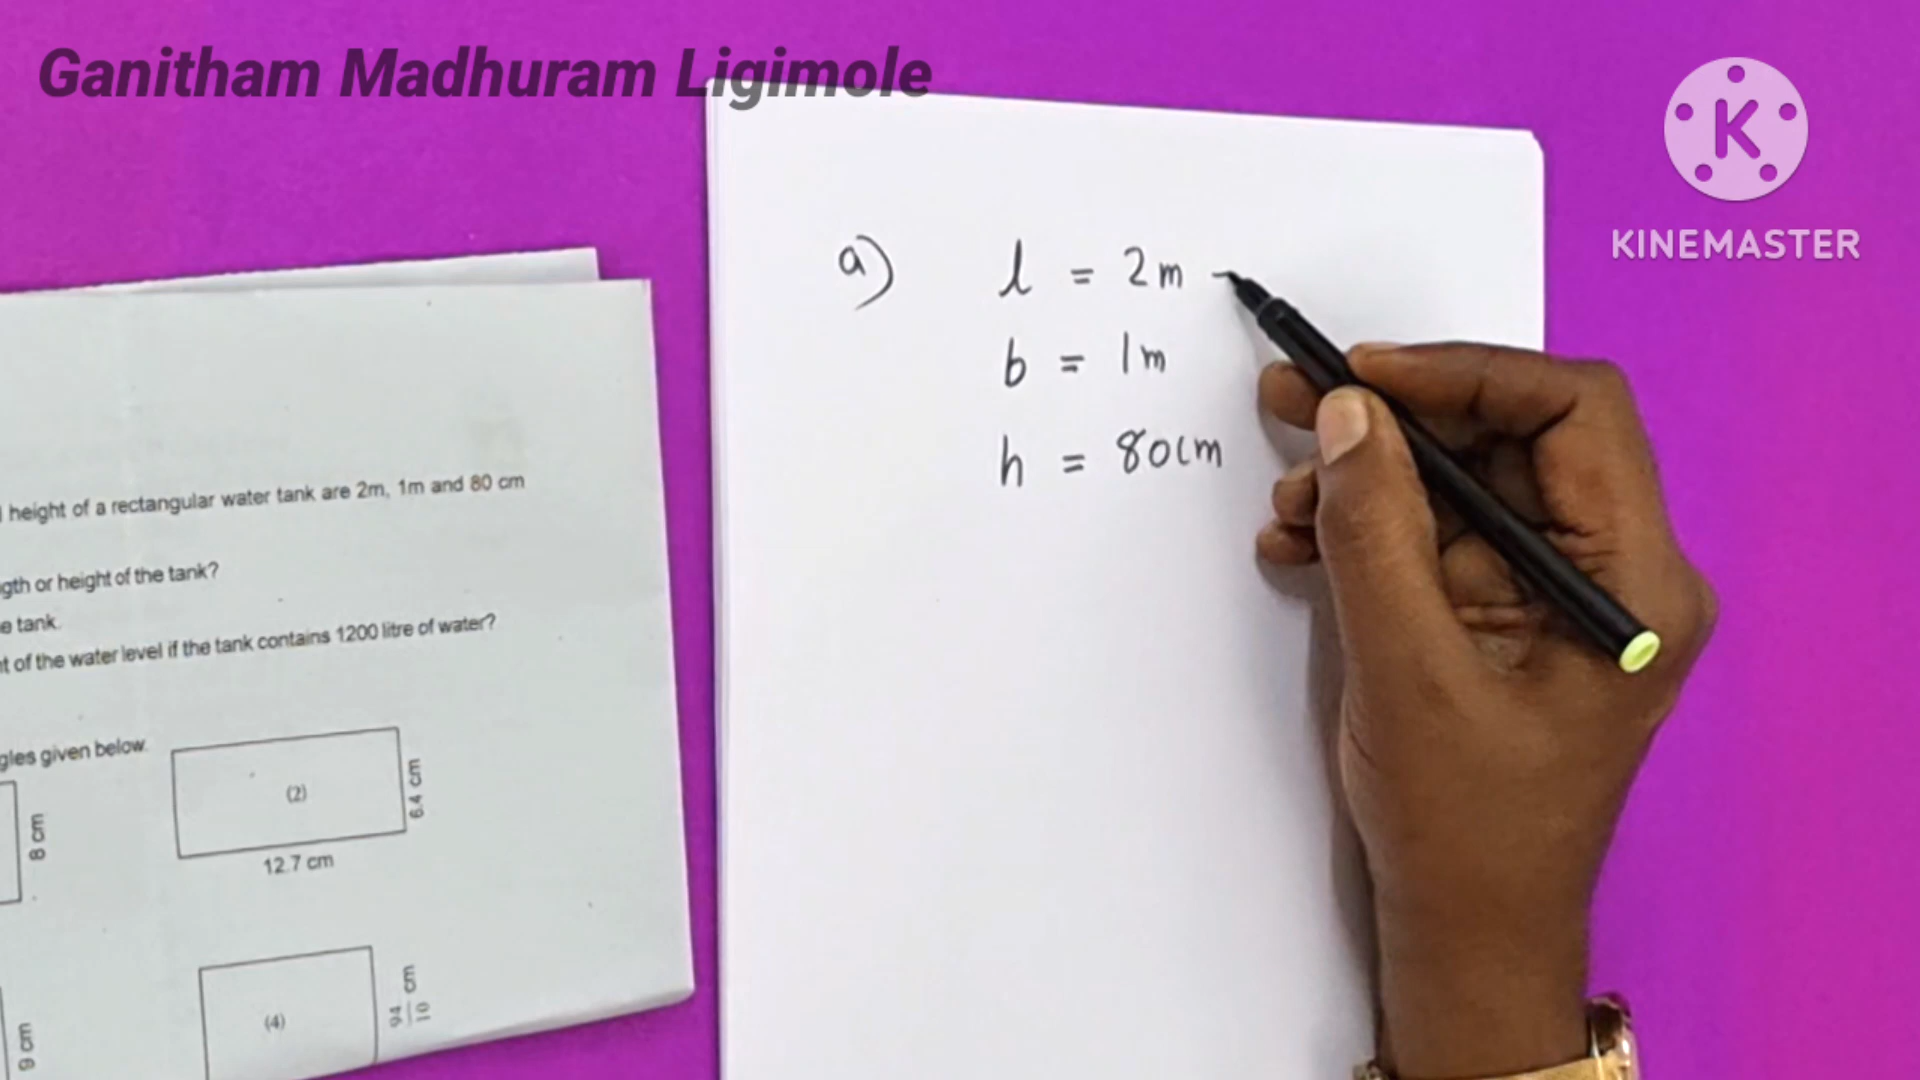 Ganitham Madhuram Ligimole
KINEMASTER
height of a rectangular water tank are 2m, 1m and 80 cm
or height of the tank?
tank.
of the water level if the tank contains 1200 litre of water?
given below.
8 cm
(2)
6.4 cm
12.7 cm
9 cm
(4)
94/10 cm
a) l = 2m -
b = 1m
h = 80cm